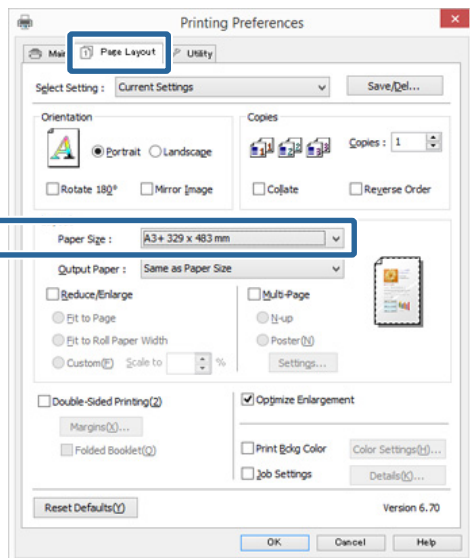 Printing Preferences
Main Page Layout Utility
Select Setting : Current Settings Save/Del...
Orientation Copies
Portrait Landscape Copies : 1
Rotate 180° Mirror Image Collate Reverse Order
Paper Size : A3+ 329 x 483 mm
Output Paper : Same as Paper Size
Reduce/Enlarge Multi-Page
Fit to Page N-up
Fit to Roll Paper Width Poster(N)
Custom(F) Scale to % Settings...
Double-Sided Printing(2) Optimize Enlargement
Margins(X)...
Folded Booklet(O) Print Bckg Color Color Settings(H)...
Job Settings Details(K)...
Reset Defaults(Y) Version 6.70
OK Cancel Help